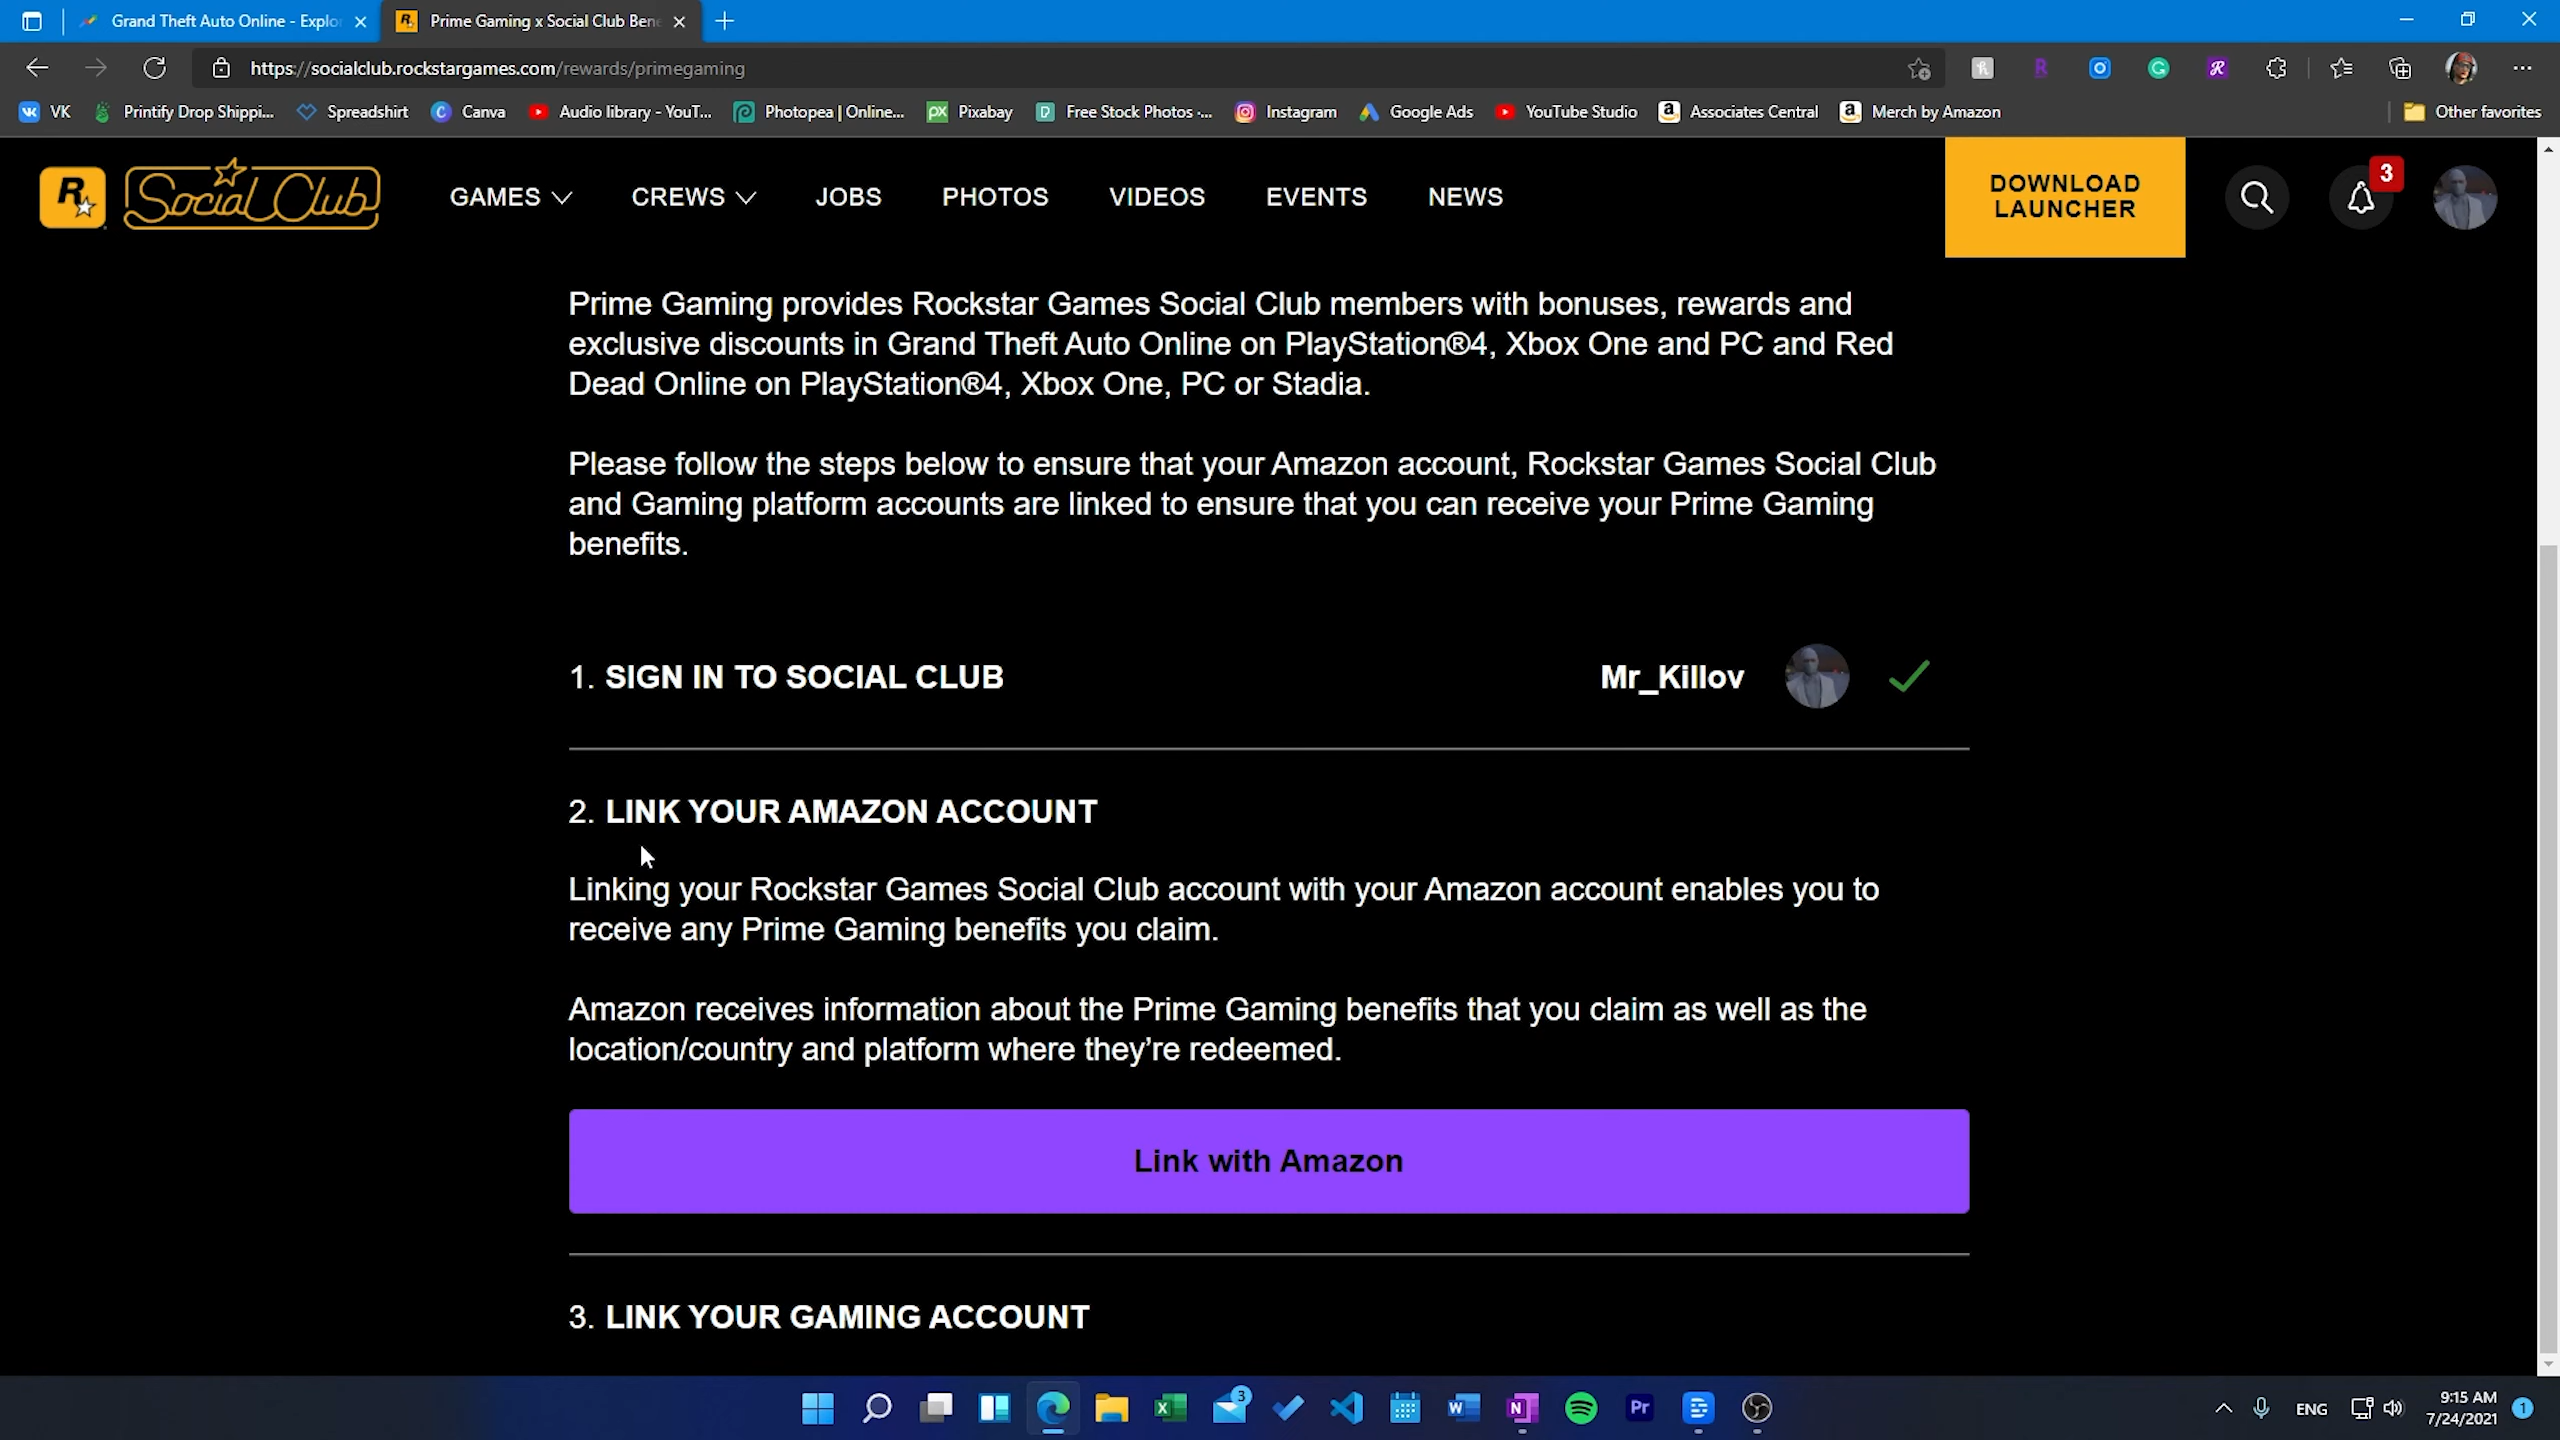 Grand Theft Auto Online - Explo
Prime Gaming x Social Club Ben
https://socialclub.rockstargames.com/rewards/primegaming
VK
Printify Drop Shippi...
Spreadshirt
Canva
Audio library - YouT...
Photopea | Online...
Pixabay
Free Stock Photos ·...
Instagram
Google Ads
YouTube Studio
Associates Central
Merch by Amazon
Other favorites
R
Social Club
GAMES
CREWS
JOBS
PHOTOS
VIDEOS
EVENTS
NEWS
DOWNLOAD
LAUNCHER
3
Prime Gaming provides Rockstar Games Social Club members with bonuses, rewards and
exclusive discounts in Grand Theft Auto Online on PlayStation®4, Xbox One and PC and Red
Dead Online on PlayStation®4, Xbox One, PC or Stadia.
Please follow the steps below to ensure that your Amazon account, Rockstar Games Social Club
and Gaming platform accounts are linked to ensure that you can receive your Prime Gaming
benefits.
1. SIGN IN TO SOCIAL CLUB
Mr_Killov
2. LINK YOUR AMAZON ACCOUNT
Linking your Rockstar Games Social Club account with your Amazon account enables you to
receive any Prime Gaming benefits you claim.
Amazon receives information about the Prime Gaming benefits that you claim as well as the
location/country and platform where they’re redeemed.
Link with Amazon
3. LINK YOUR GAMING ACCOUNT
3
Pr
ENG
9:15 AM
7/24/2021
1